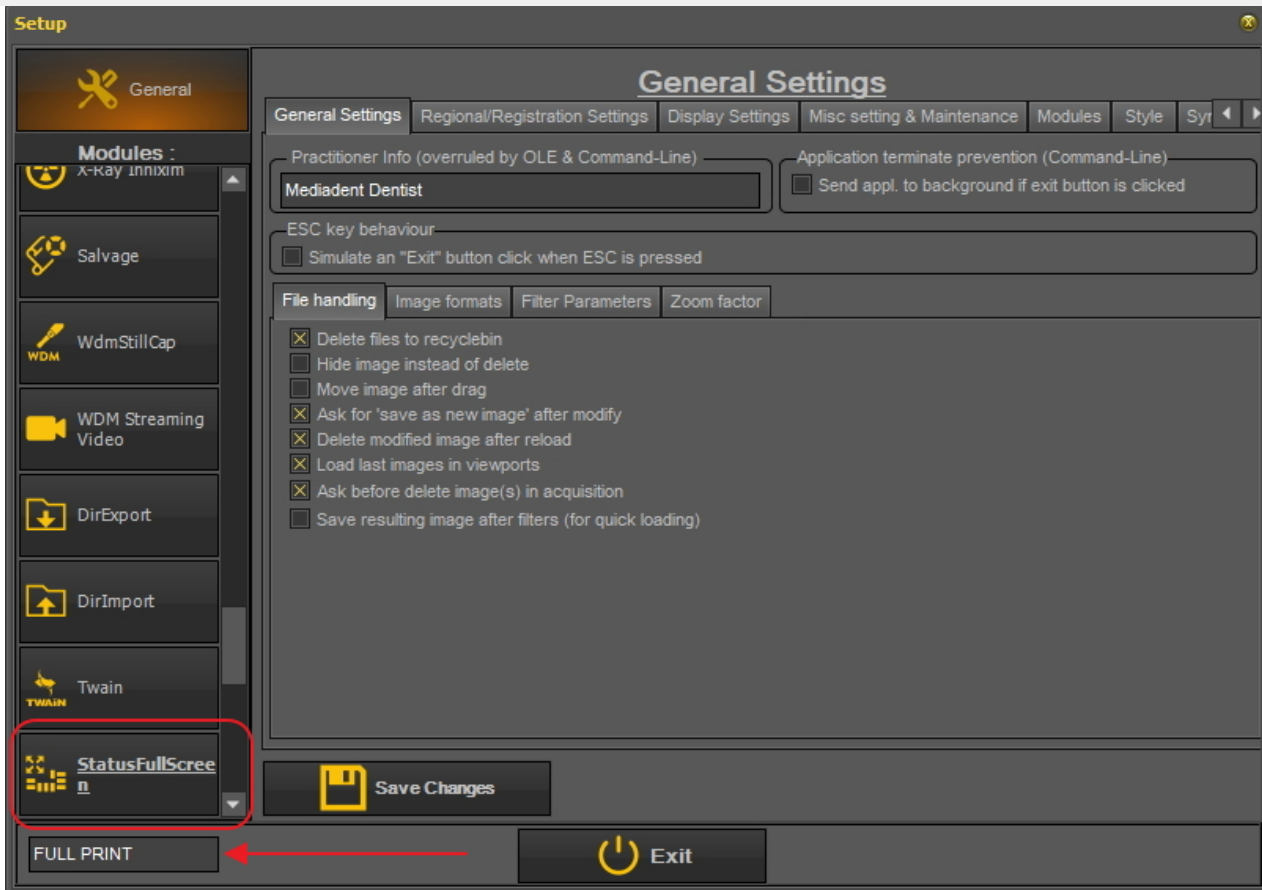 Setup
General
Modules :
X-Ray Innixim
Salvage
WDM
WdmStillCap
WDM Streaming
Video
DirExport
DirImport
TWAIN
Twain
StatusFullScree
n
FULL PRINT
General Settings
General Settings
Regional/Registration Settings
Display Settings
Misc setting & Maintenance
Modules
Style
Syr
Practitioner Info (overruled by OLE & Command-Line)
Mediadent Dentist
Application terminate prevention (Command-Line)
Send appl. to background if exit button is clicked
ESC key behaviour
Simulate an "Exit" button click when ESC is pressed
File handling
Image formats
Filter Parameters
Zoom factor
Delete files to recyclebin
Hide image instead of delete
Move image after drag
Ask for 'save as new image' after modify
Delete modified image after reload
Load last images in viewports
Ask before delete image(s) in acquisition
Save resulting image after filters (for quick loading)
Save Changes
Exit